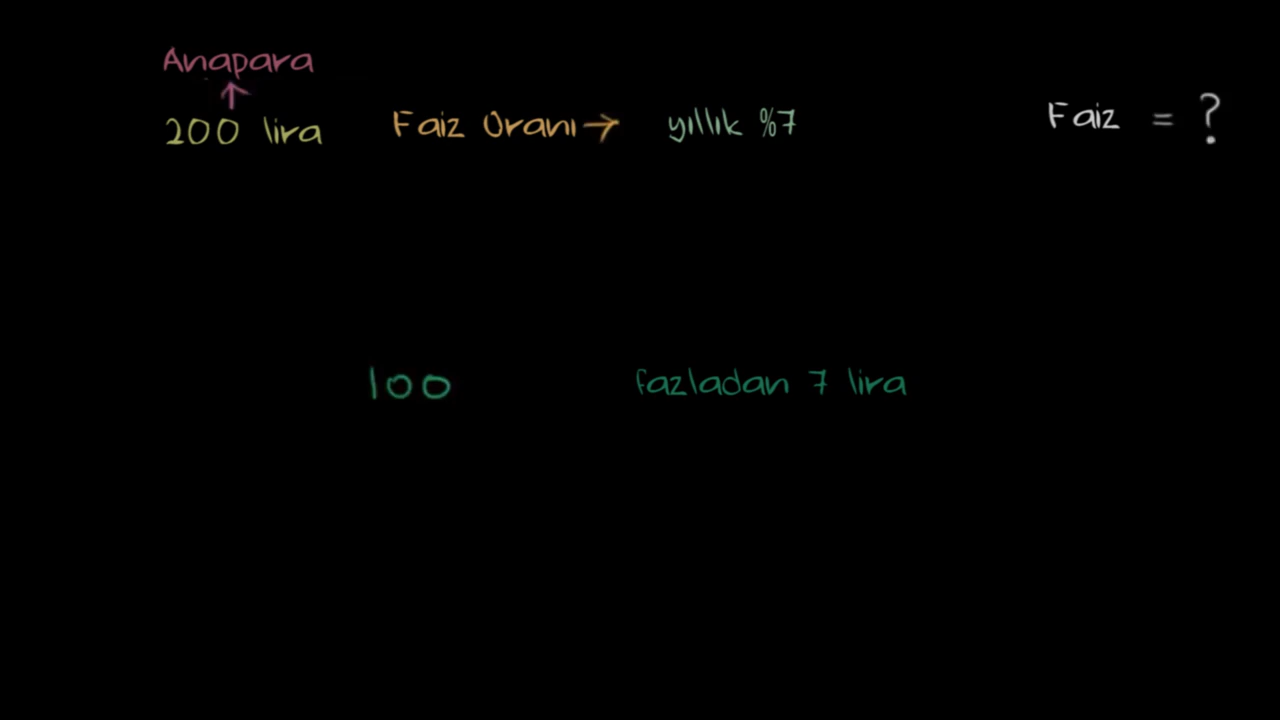 Anapara
200 lira Faiz Oranı → yıllık %7 Faiz = ?
100 fazladan 7 lira